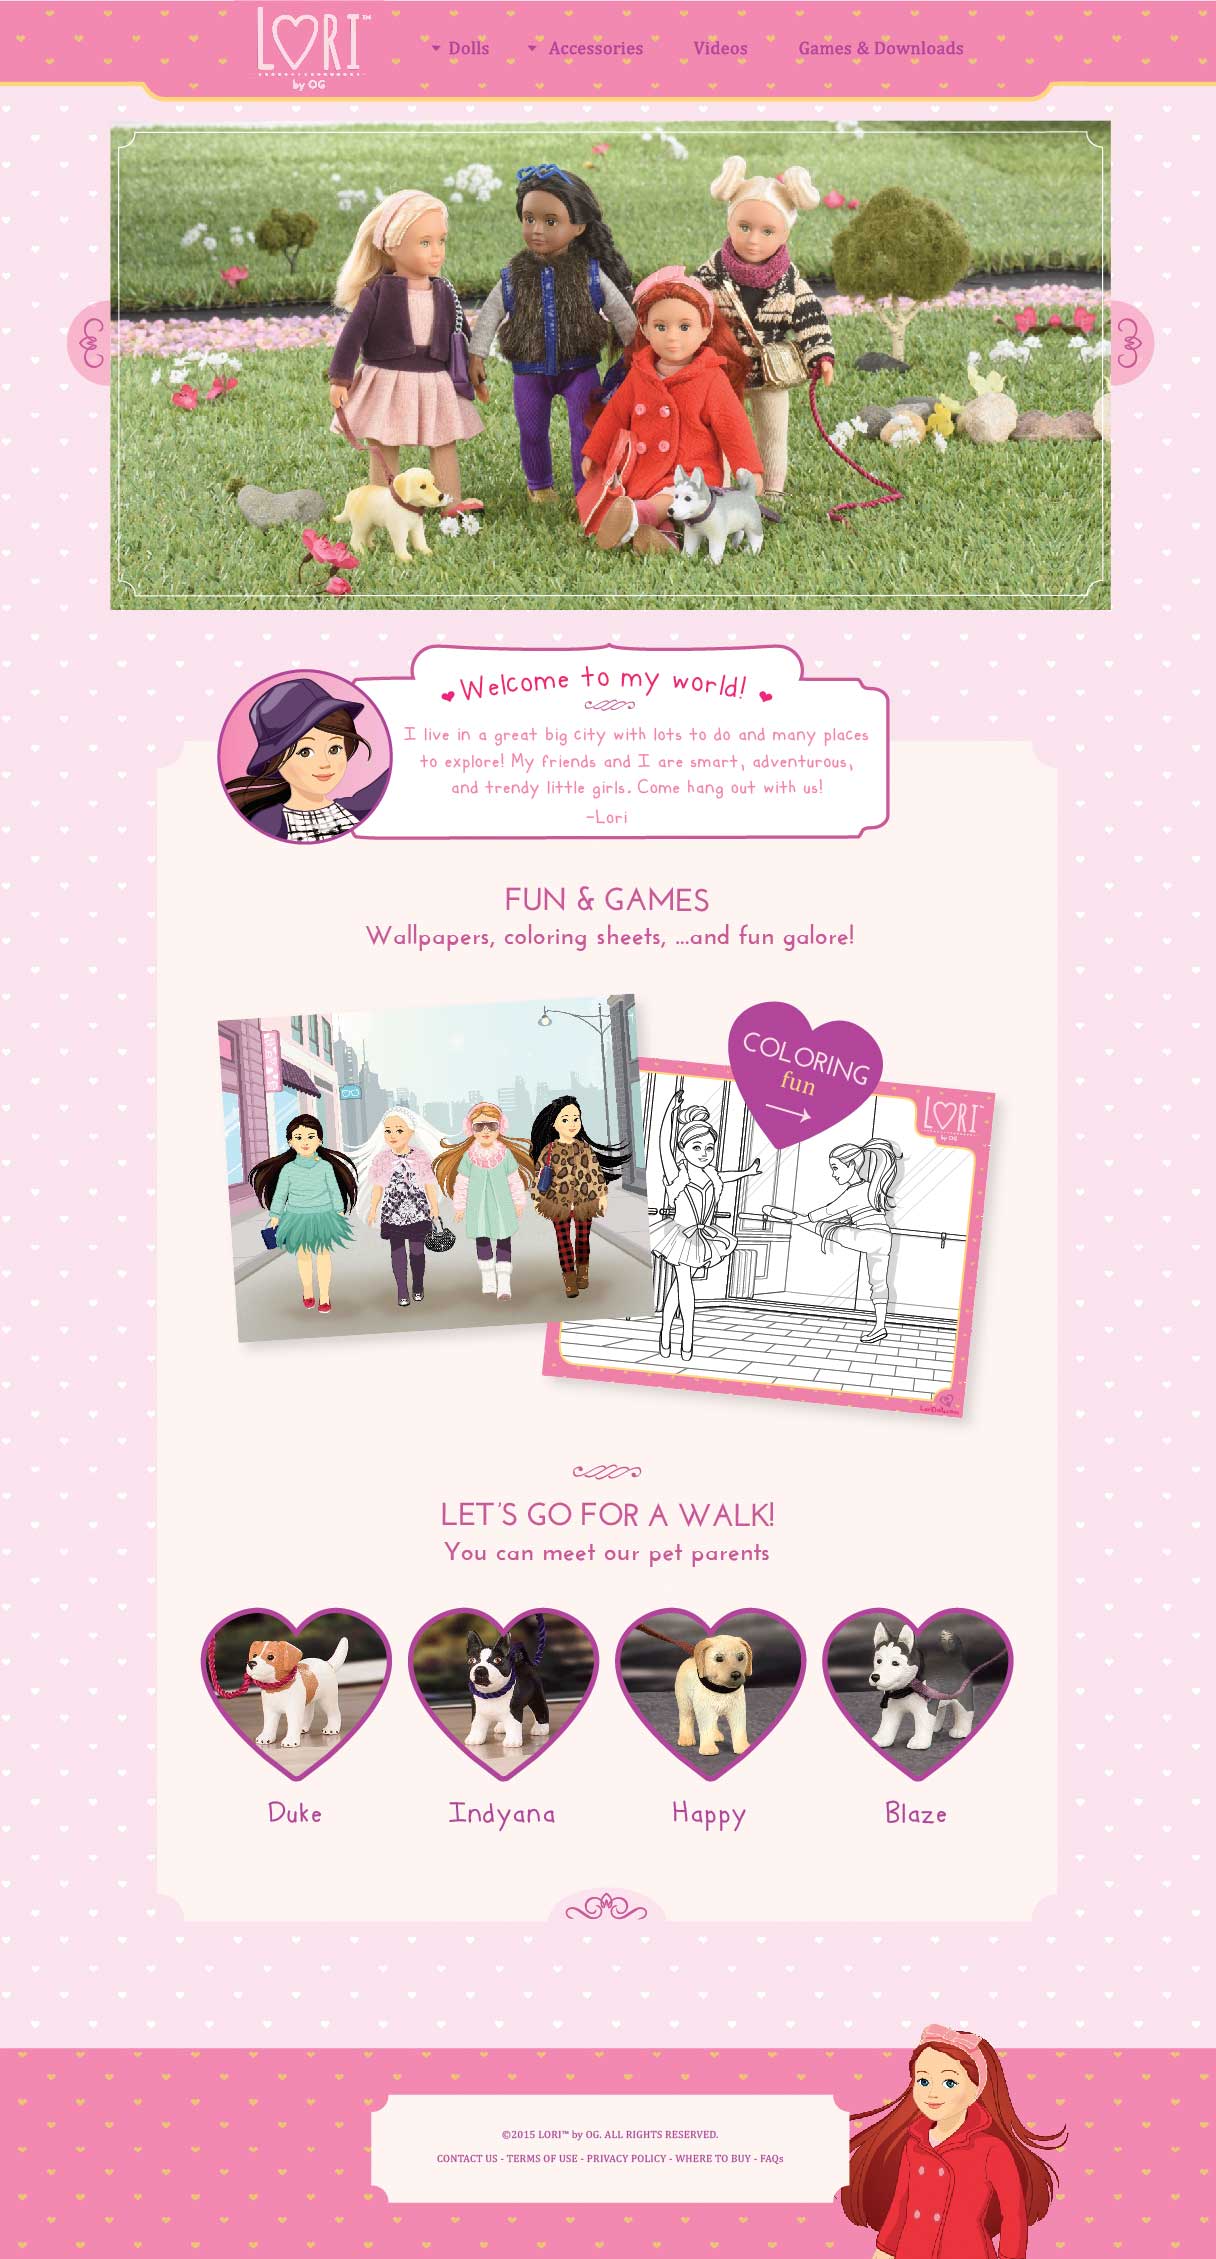 LORI™
by OG
Dolls
Accessories
Videos
Games & Downloads
Welcome to my world!
I live in a great big city with lots to do and many places
to explore! My friends and I are smart, adventurous,
and trendy little girls. Come hang out with us!
-Lori
FUN & GAMES
Wallpapers, coloring sheets, ...and fun galore!
COLORING
fun
LORI™
by OG
LET'S GO FOR A WALK!
You can meet our pet parents
Duke
Indyana
Happy
Blaze
©2015 LORI™ by OG. ALL RIGHTS RESERVED.
CONTACT US - TERMS OF USE - PRIVACY POLICY - WHERE TO BUY - FAQs